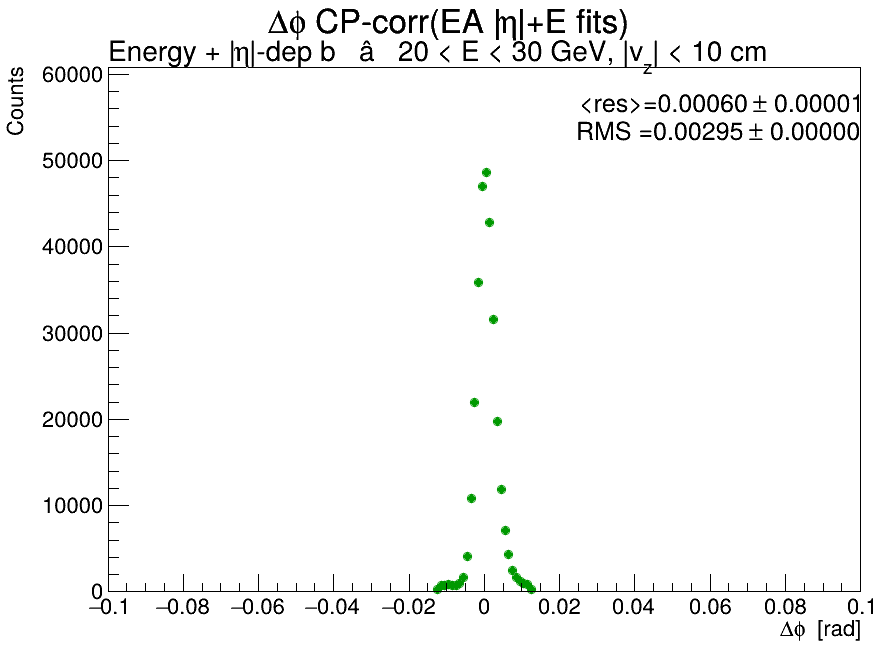 Δϕ CP-corr(EA |η|+E fits)
Energy + |η|-dep b â 20 < E < 30 GeV, |v_z| < 10 cm
<res>=0.00060 ± 0.00001
RMS =0.00295 ± 0.00000
Counts
60000
50000
40000
30000
20000
10000
0
−0.1 −0.08 −0.06 −0.04 −0.02 0 0.02 0.04 0.06 0.08 0.1
Δϕ [rad]